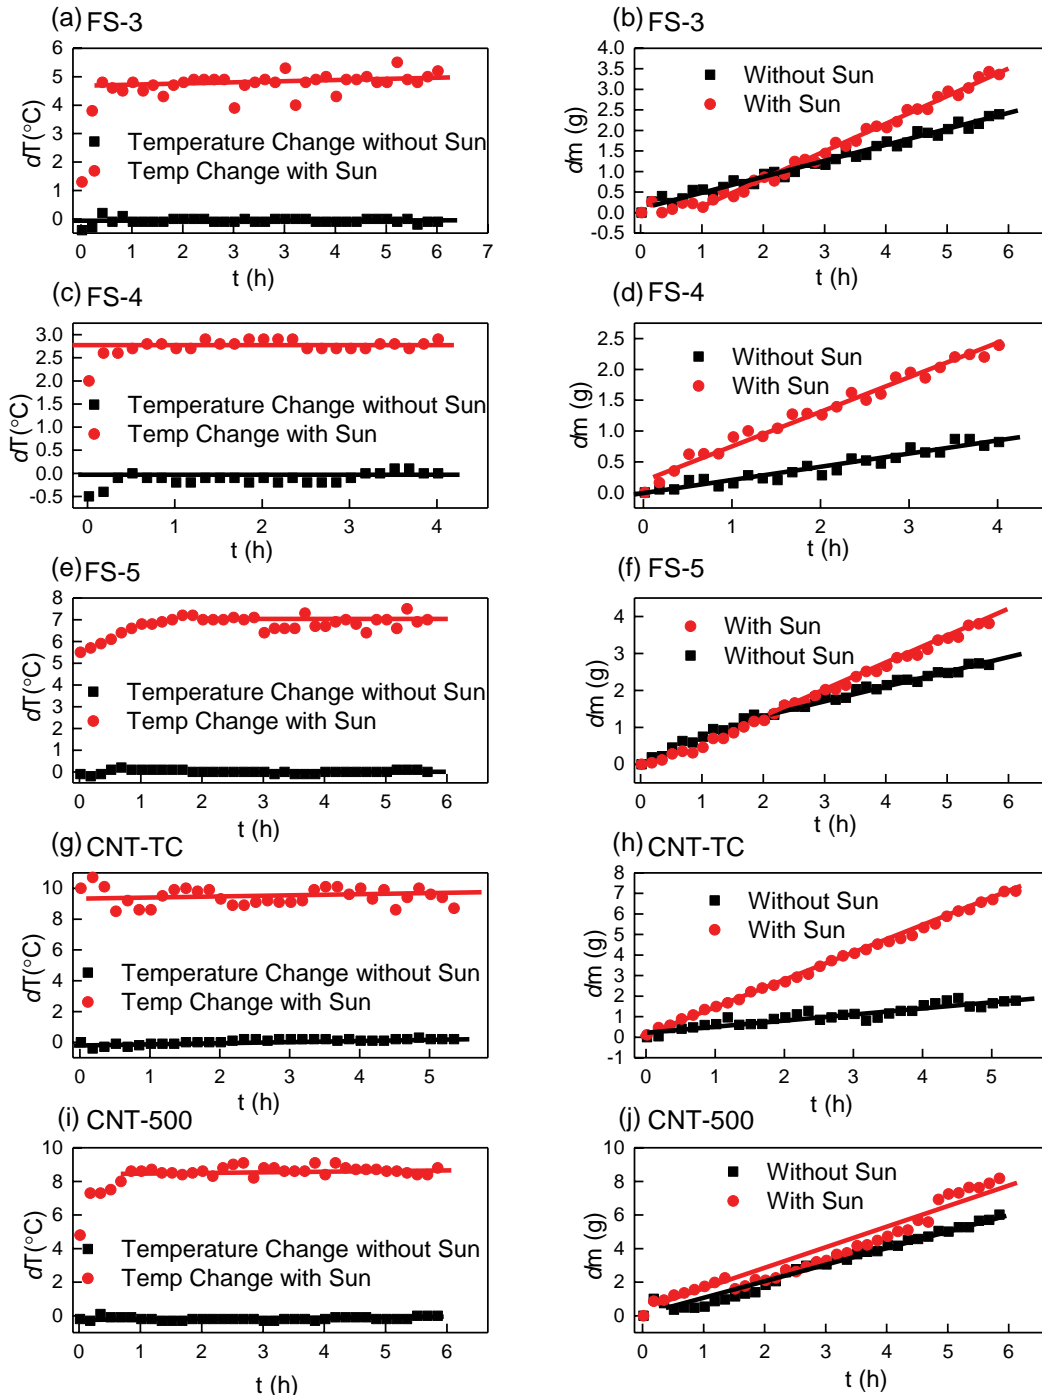 (a) FS-3
6
5
4
3
2
1
0
dT(°C)
Temperature Change without Sun
Temp Change with Sun
0 1 2 3 4 5 6 7
t (h)
(b) FS-3
4.0
3.5
3.0
2.5
2.0
1.5
1.0
0.5
0.0
-0.5
dm (g)
Without Sun
With Sun
0 1 2 3 4 5 6
t (h)
(c) FS-4
3.0
2.5
2.0
1.5
1.0
0.5
0.0
-0.5
dT(°C)
Temperature Change without Sun
Temp Change with Sun
0 1 2 3 4
t (h)
(d) FS-4
2.5
2.0
1.5
1.0
0.5
0.0
dm (g)
Without Sun
With Sun
0 1 2 3 4
t (h)
(e) FS-5
8
7
6
5
4
3
2
1
0
dT(°C)
Temperature Change without Sun
Temp Change with Sun
0 1 2 3 4 5 6
t (h)
(f) FS-5
4
3
2
1
0
dm (g)
With Sun
Without Sun
0 1 2 3 4 5 6
t (h)
(g) CNT-TC
10
8
6
4
2
0
dT(°C)
Temperature Change without Sun
Temp Change with Sun
0 1 2 3 4 5
t (h)
(h) CNT-TC
8
7
6
5
4
3
2
1
0
-1
dm (g)
Without Sun
With Sun
0 1 2 3 4 5
t (h)
(i) CNT-500
10
8
6
4
2
0
dT(°C)
Temperature Change without Sun
Temp Change with Sun
0 1 2 3 4 5 6
t (h)
(j) CNT-500
10
8
6
4
2
0
dm (g)
Without Sun
With Sun
0 1 2 3 4 5 6
t (h)